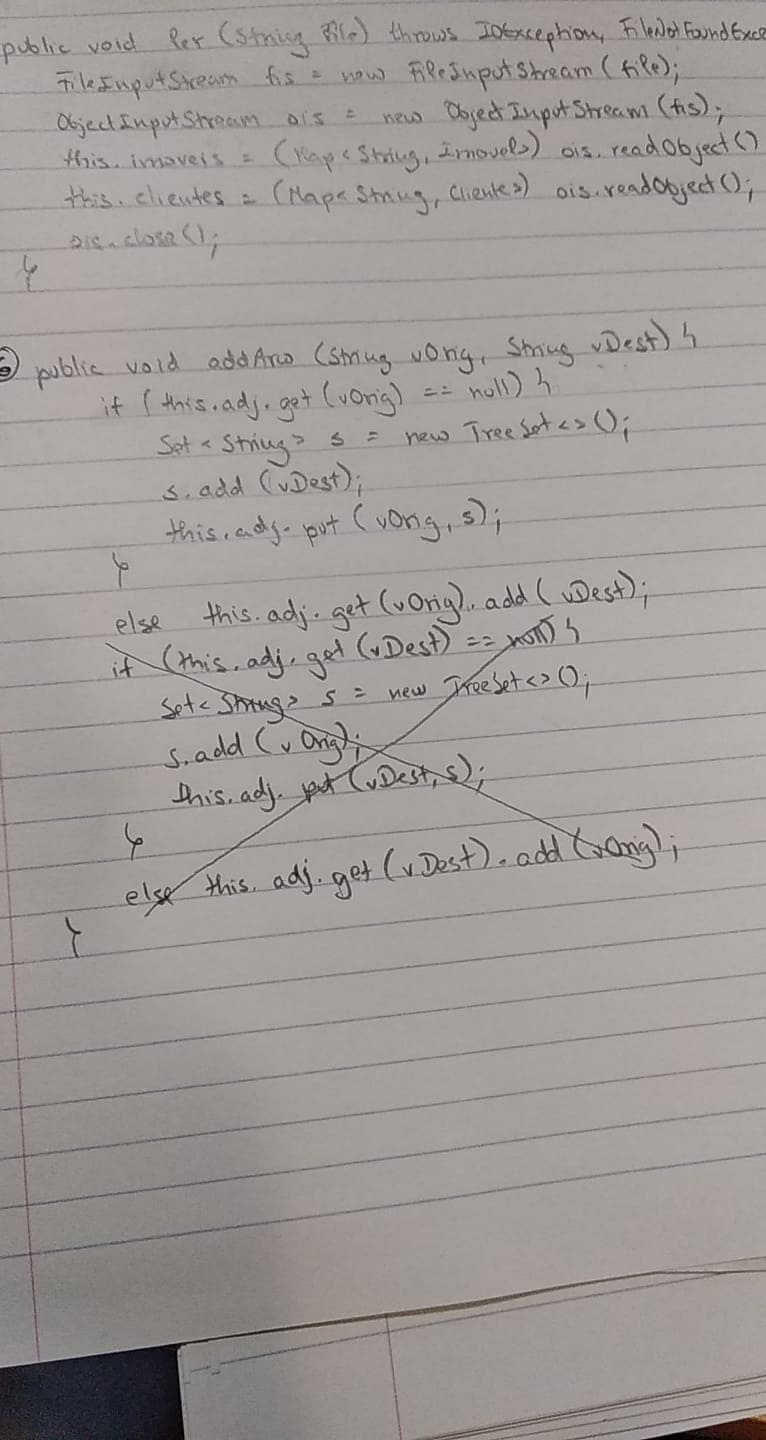 public void ler (String file) throws IOException, FileNotFoundExce
FileInputStream fis = new FileInputStream (file);
ObjectInputStream ois = new ObjectInputStream (fis);
this.imoveis = (Map<String, Imovel>) ois.readObject()
this.clientes = (Map<String, Cliente>) ois.readObject();
ois.close();
}
6 public void addArco (String vOrig, String vDest) {
if (this.adj.get(vOrig) == null) {
Set<String> s = new TreeSet<>();
s.add(vDest);
this.adj.put(vOrig, s);
}
else this.adj.get(vOrig).add(vDest);
if (this.adj.get(vDest) == null) {
Set<String> s = new TreeSet<>();
s.add(vOrig);
this.adj.put(vDest, s);
}
else this.adj.get(vDest).add(vOrig);
}